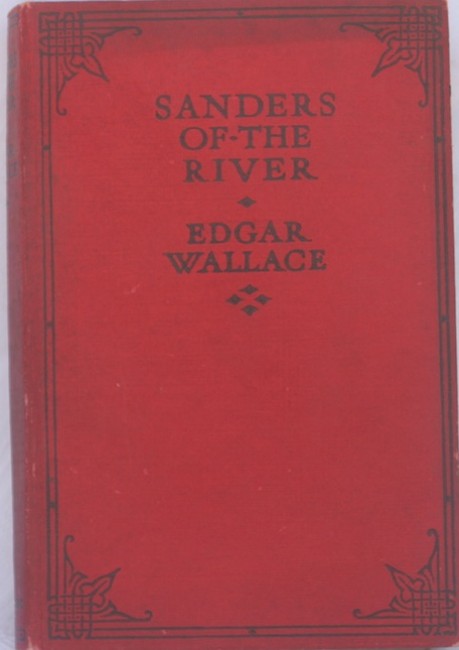 SANDERS
OF-THE
RIVER
EDGAR
WALLACE